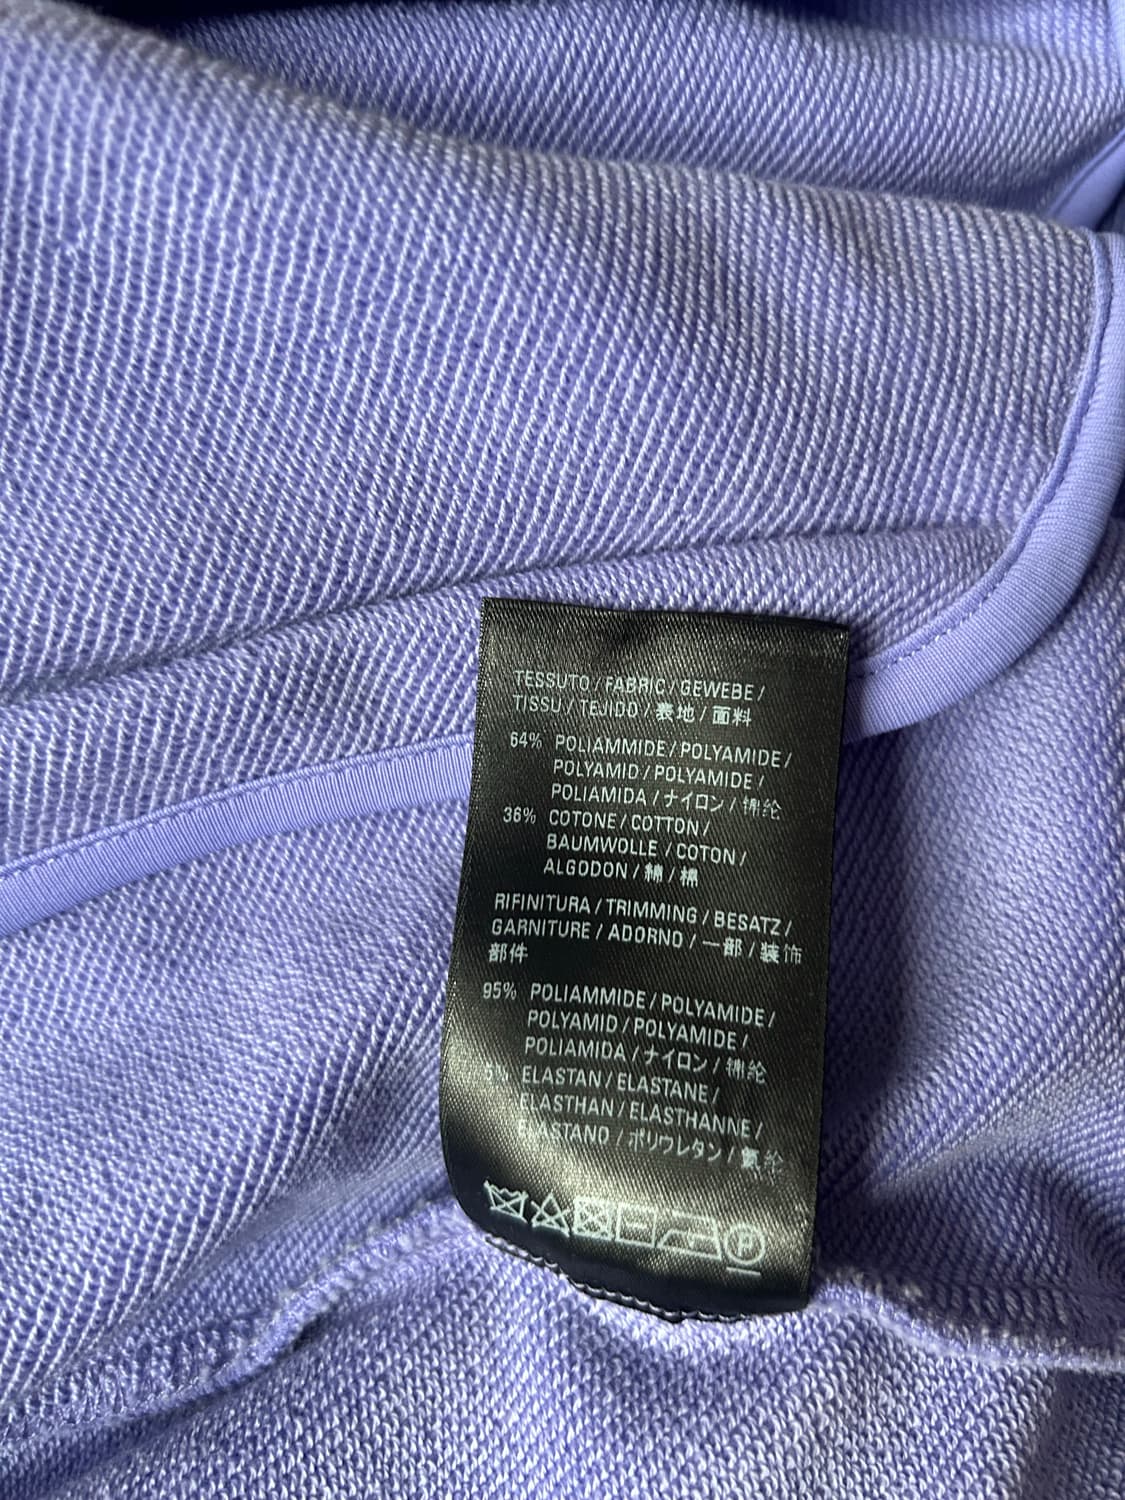 TESSUTO / FABRIC / GEWEBE /
TISSU / TEJIDO / 表地 / 面料
64% POLIAMMIDE / POLYAMIDE /
POLYAMID / POLYAMIDE /
POLIAMIDA / ナイロン / 锦纶
36% COTONE / COTTON /
BAUMWOLLE / COTON /
ALGODON / 綿 / 棉
RIFINITURA / TRIMMING / BESATZ /
GARNITURE / ADORNO / 一部 / 装饰
部件
95% POLIAMMIDE / POLYAMIDE /
POLYAMID / POLYAMIDE /
POLIAMIDA / ナイロン / 锦纶
5% ELASTAN / ELASTANE /
ELASTHAN / ELASTHANNE /
ELASTANO / ポリウレタン / 氨纶
P